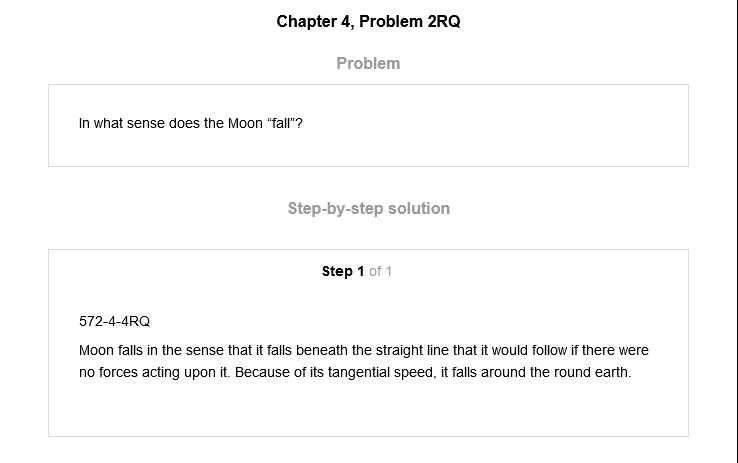 Chapter 4, Problem 2RQ
Problem
In what sense does the Moon “fall”?
Step-by-step solution
Step 1 of 1
572-4-4RQ
Moon falls in the sense that it falls beneath the straight line that it would follow if there were
no forces acting upon it. Because of its tangential speed, it falls around the round earth.